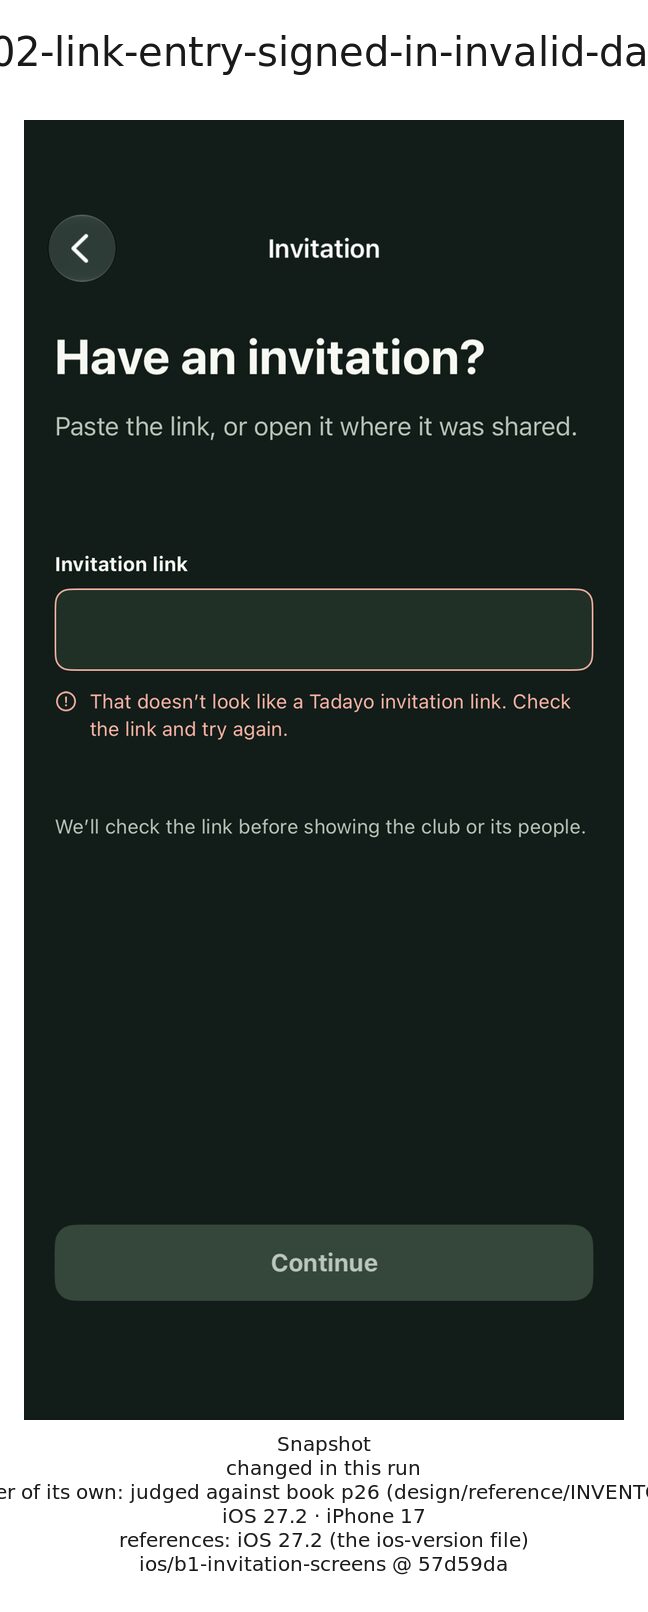 02-link-entry-signed-in-invalid-da
Invitation
Have an invitation?
Paste the link, or open it where it was shared.
Invitation link
That doesn’t look like a Tadayo invitation link. Check
the link and try again.
We’ll check the link before showing the club or its people.
Continue
Snapshot
changed in this run
er of its own: judged against book p26 (design/reference/INVENTO
iOS 27.2 · iPhone 17
references: iOS 27.2 (the ios-version file)
ios/b1-invitation-screens @ 57d59da